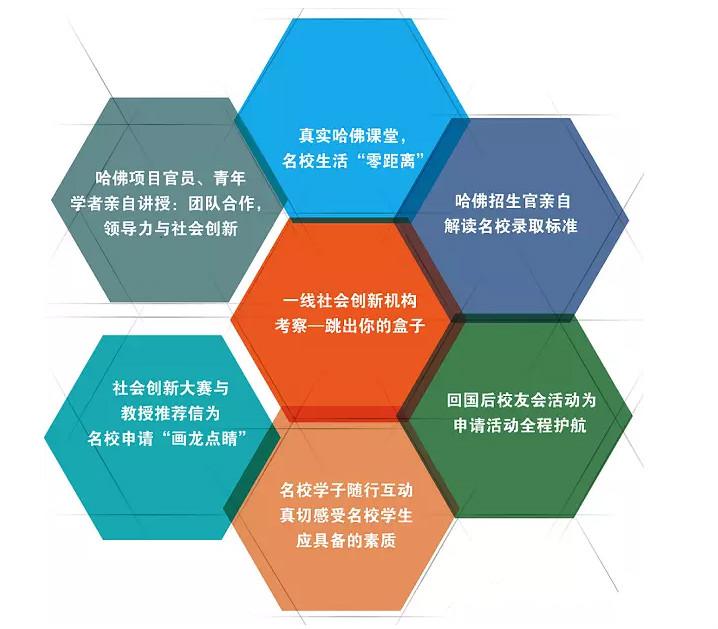 真实哈佛课堂，
名校生活“零距离”
哈佛项目官员、青年
学者亲自讲授：团队合作，
领导力与社会创新
哈佛招生官亲自
解读名校录取标准
一线社会创新机构
考察—跳出你的盒子
社会创新大赛与
教授推荐信为
名校申请“画龙点睛”
回国后校友会活动为
申请活动全程护航
名校学子随行互动
真切感受名校学生
应具备的素质